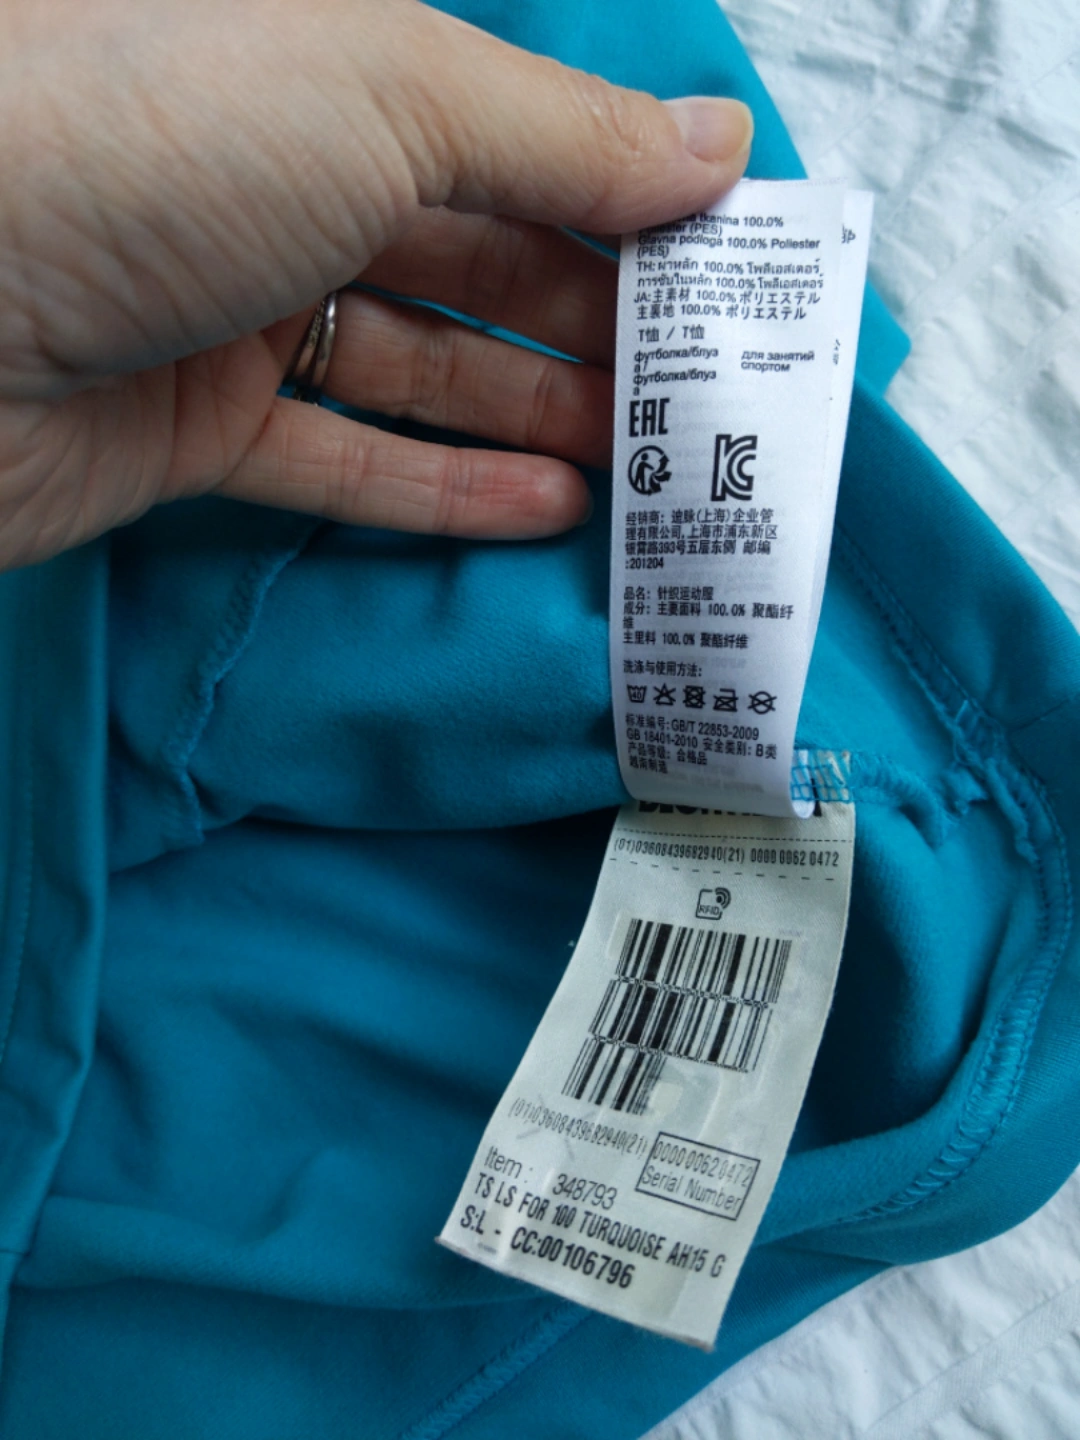 tkanina 100.0%
(PES)
Glavna podloga 100.0% Poliester
(PES)
TH: ผ้าหลัก 100.0% โพลีเอสเตอร์,
การซับในหลัก 100.0% โพลีเอสเตอร์
JA:主素材 100.0% ポリエステル
主裏地 100.0% ポリエステル
T恤 / T恤
футболка/блуз для занятий
а / спортом
футболка/блуз
а
EAC
经销商: 迪脉(上海)企业管
理有限公司,上海市浦东新区
银霄路393号五层东侧 邮编
:201204
品名: 针织运动服
成分: 主要面料 100.0% 聚酯纤
维
主里料 100.0% 聚酯纤维
洗涤与使用方法:
40
标准编号:GB/T 22853-2009
GB 18401-2010 安全类别: B类
产品等级: 合格品
越南制造
(01)03608439682940(21) 0000 0062 0472
RFID
(01)03608439682940(21)
0000 0062 0472
Serial Number
Item : 348793
TS LS FOR 100 TURQUOISE AH15 G
S:L - CC:00106796